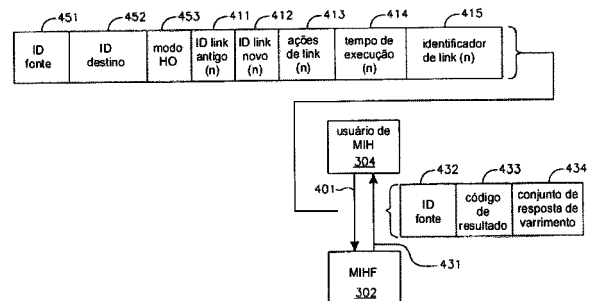 451
452
453
411
412
413
414
415
ID
fonte
ID
destino
modo
HO
ID link
antigo
(n)
ID link
novo
(n)
ações
de link
(n)
tempo de
execução
(n)
identificador
de link (n)
usuário de
MIH
304
401
432
433
434
ID
fonte
código
de
resultado
conjunto de
resposta de
varrimento
431
MIHF
302